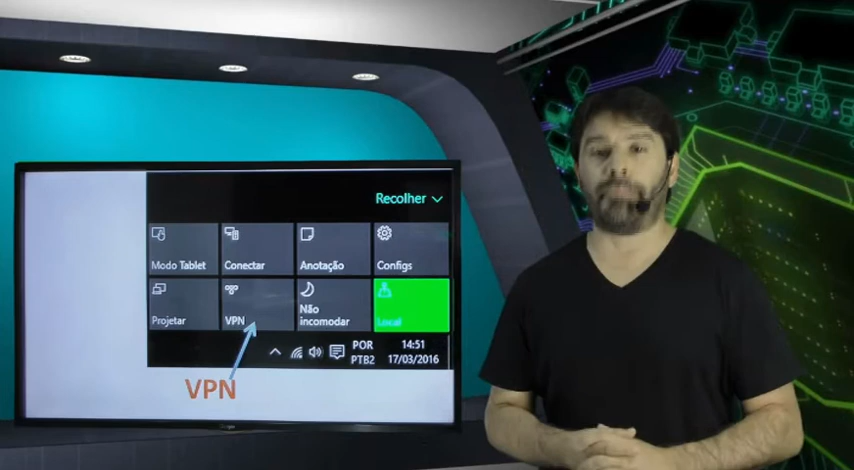 Recolher
Modo Tablet
Conectar
Anotação
Configs
Projetar
VPN
Não
incomodar
Local
POR
14:51
PTB2
17/03/2016
VPN